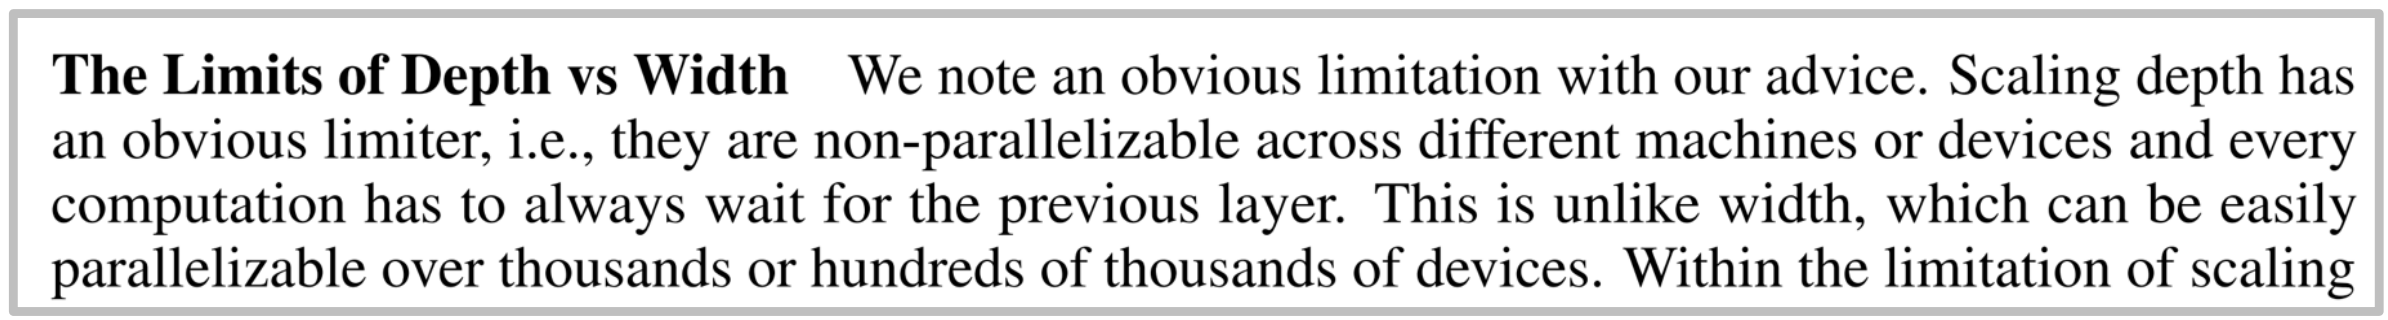 The Limits of Depth vs Width We note an obvious limitation with our advice. Scaling depth has
an obvious limiter, i.e., they are non-parallelizable across different machines or devices and every
computation has to always wait for the previous layer. This is unlike width, which can be easily
parallelizable over thousands or hundreds of thousands of devices. Within the limitation of scaling